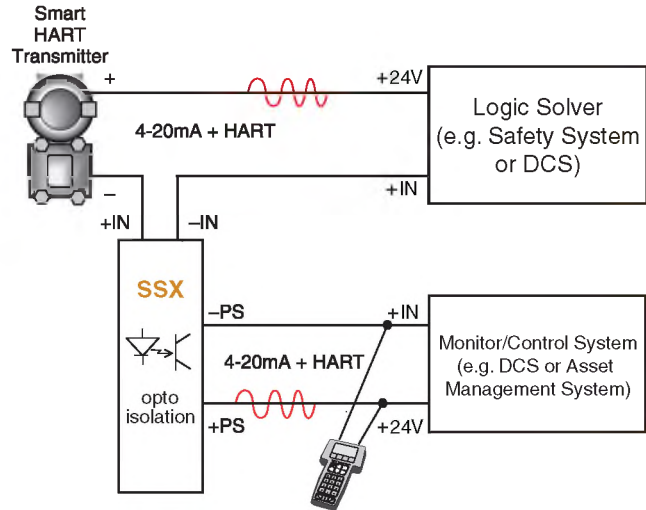 Smart
HART
Transmitter
+
+24V
4-20mA + HART
Logic Solver
(e.g. Safety System
or DCS)
–
+IN
+IN
–IN
SSX
–PS
+IN
opto
isolation
4-20mA + HART
Monitor/Control System
(e.g. DCS or Asset
Management System)
+PS
+24V